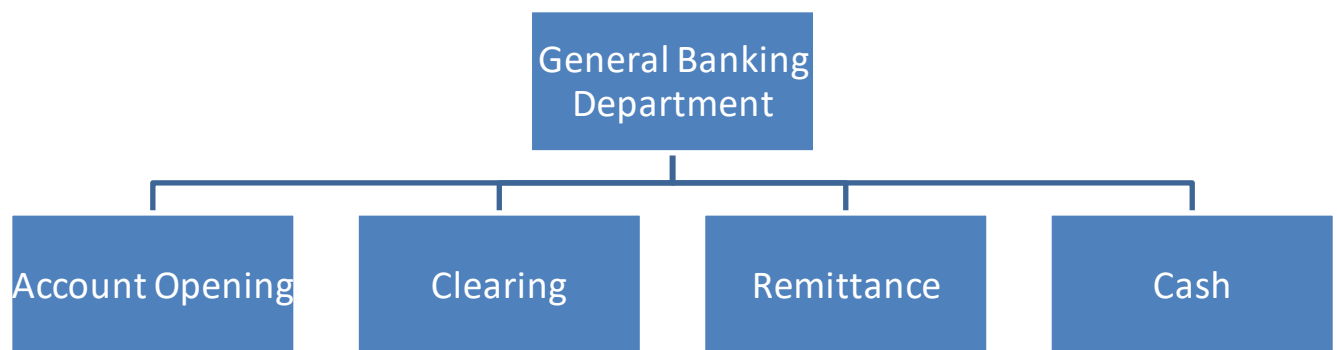 General Banking
Department
Account Opening
Clearing
Remittance
Cash